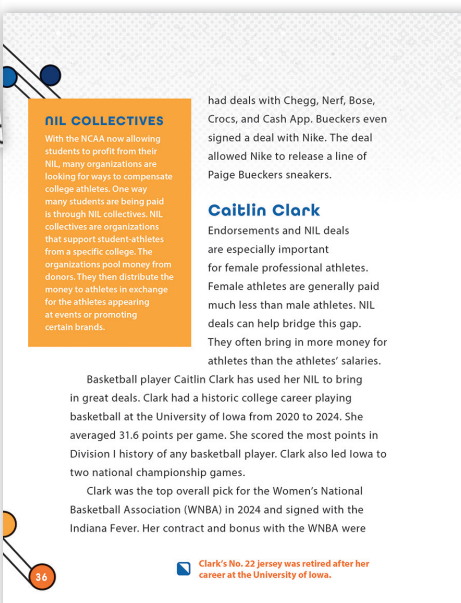 NIL COLLECTIVES
With the NCAA now allowing
students to profit from their
NIL, many organizations are
looking for ways to compensate
college athletes. One way
many students are being paid
is through NIL collectives. NIL
collectives are organizations
that support student-athletes
from a specific college. The
organizations pool money from
donors. They then distribute the
money to athletes in exchange
for the athletes appearing
at events or promoting
certain brands.
had deals with Chegg, Nerf, Bose,
Crocs, and Cash App. Bueckers even
signed a deal with Nike. The deal
allowed Nike to release a line of
Paige Bueckers sneakers.
Caitlin Clark
Endorsements and NIL deals
are especially important
for female professional athletes.
Female athletes are generally paid
much less than male athletes. NIL
deals can help bridge this gap.
They often bring in more money for
athletes than the athletes' salaries.
Basketball player Caitlin Clark has used her NIL to bring
in great deals. Clark had a historic college career playing
basketball at the University of Iowa from 2020 to 2024. She
averaged 31.6 points per game. She scored the most points in
Division I history of any basketball player. Clark also led Iowa to
two national championship games.
Clark was the top overall pick for the Women's National
Basketball Association (WNBA) in 2024 and signed with the
Indiana Fever. Her contract and bonus with the WNBA were
Clark's No. 22 jersey was retired after her
career at the University of Iowa.
36